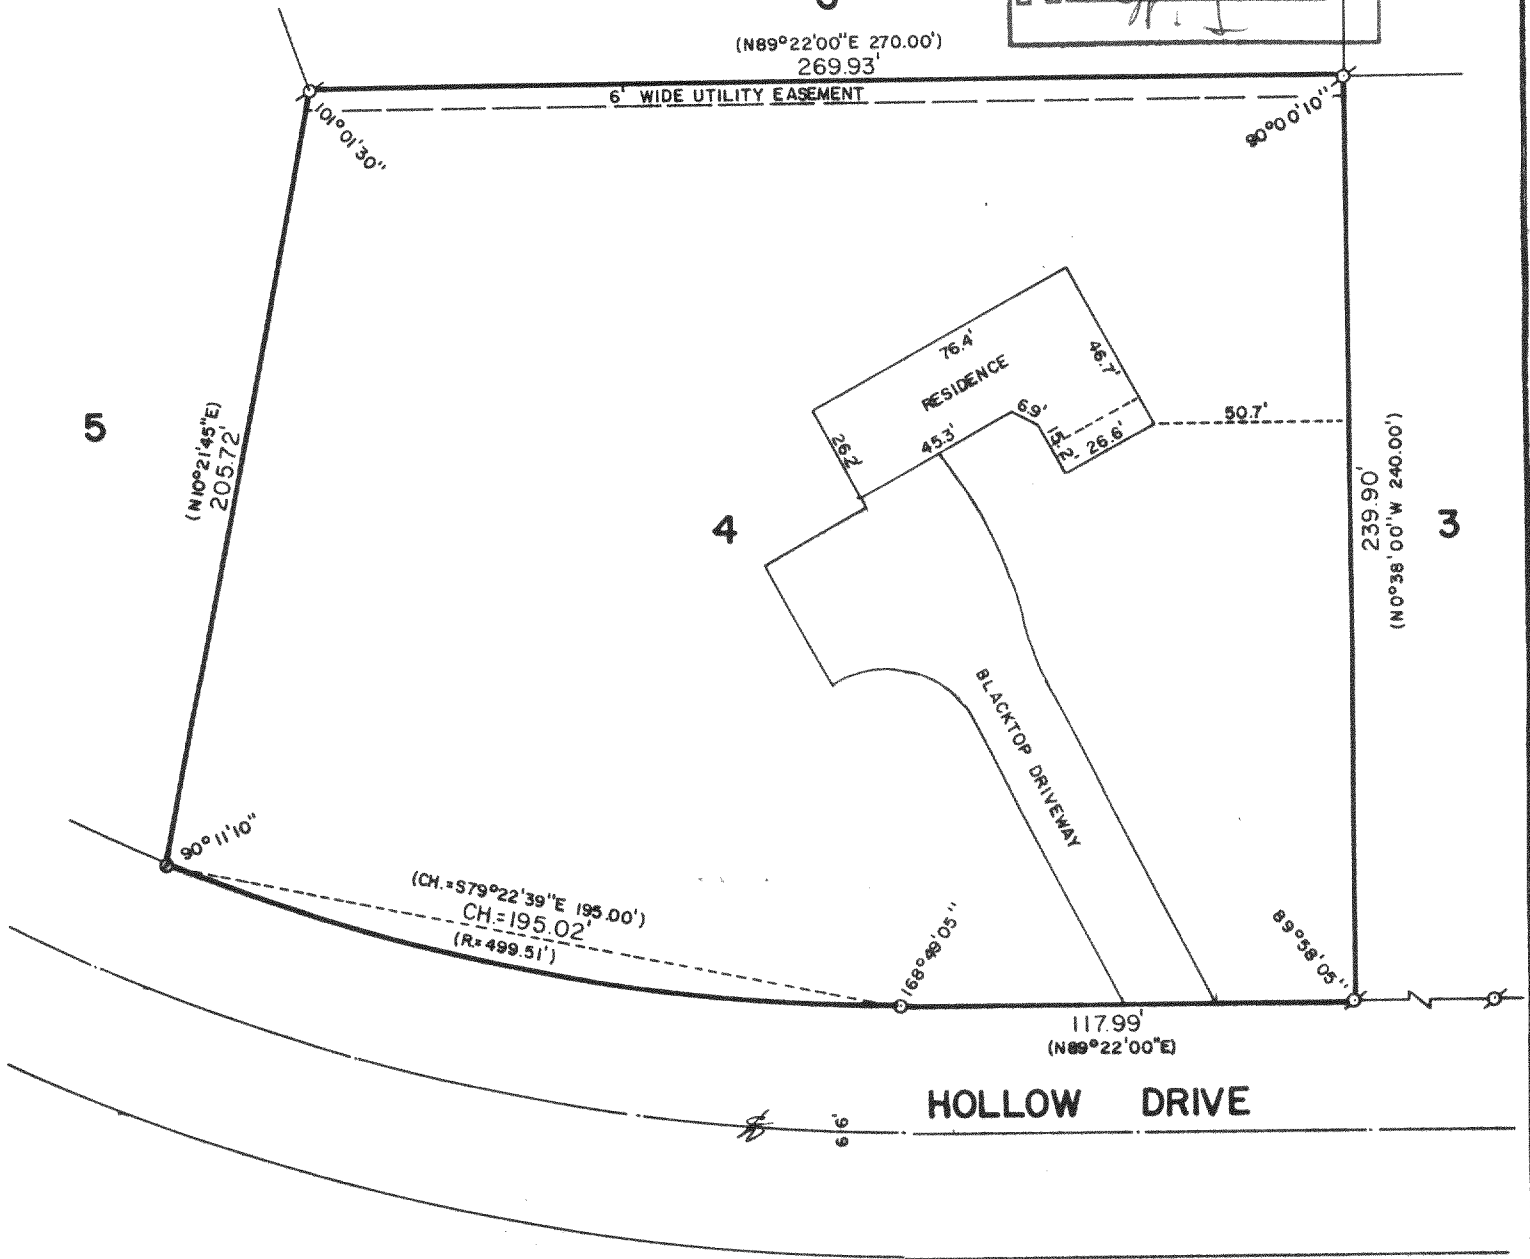 (N89°22'00"E 270.00')
269.93'
6' WIDE UTILITY EASEMENT
101°01'30"
90°00'10"
76.4'
RESIDENCE
46.7'
6.9'
50.7'
26.2'
45.3'
15.2'
26.6'
5
(N10°21'45"E)
205.72'
4
239.90'
(N0°38'00"W 240.00')
3
BLACKTOP DRIVEWAY
90°11'10"
(CH.=S79°22'39"E 195.00')
CH.=195.02'
(R=499.51')
168°49'05"
89°58'05"
117.99'
(N89°22'00"E)
HOLLOW DRIVE